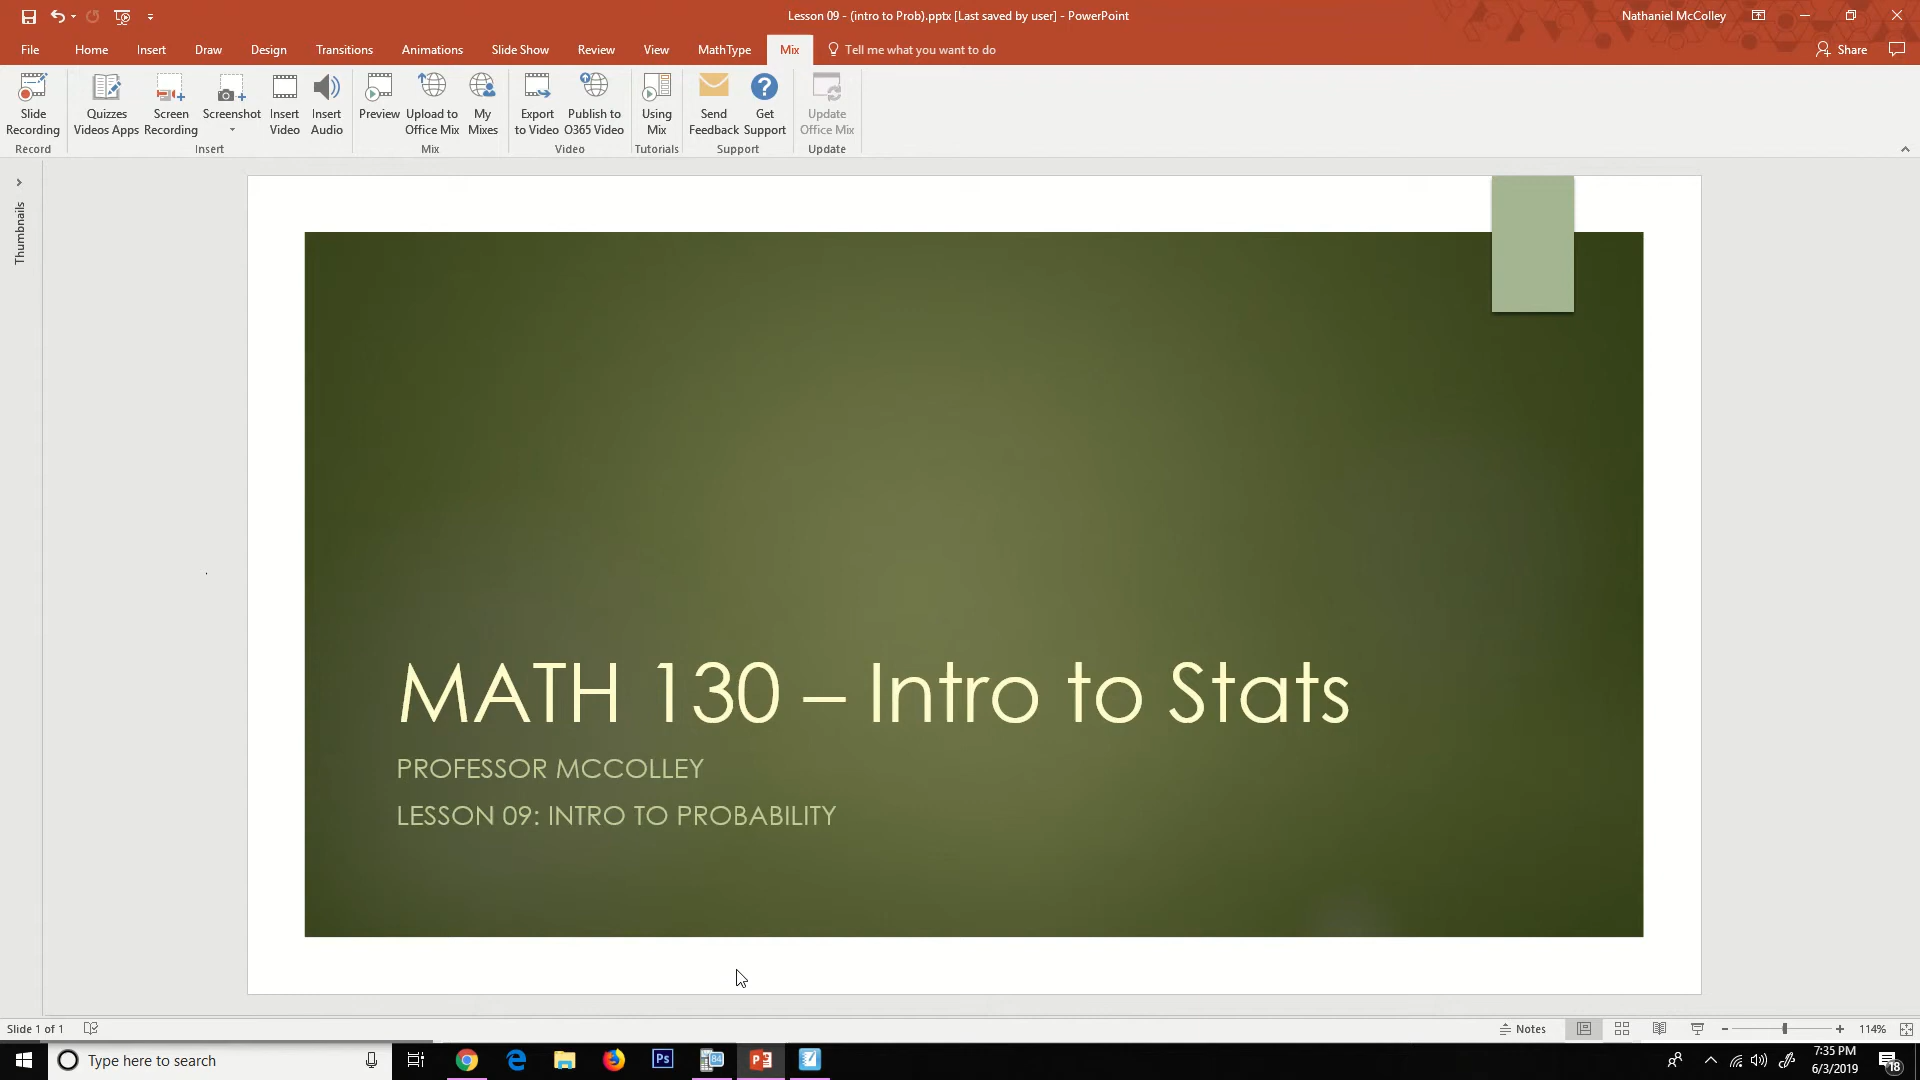 Lesson 09 - (intro to Prob).pptx [Last saved by user] - PowerPoint
Nathaniel McColley
File Home Insert Draw Design Transitions Animations Slide Show Review View MathType Mix Tell me what you want to do Share
Slide Recording
Quizzes Videos Apps
Screen Recording
Screenshot
Insert Video
Insert Audio
Preview
Upload to Office Mix
My Mixes
Export to Video
Publish to O365 Video
Using Mix
Send Feedback
Get Support
Update Office Mix
Record Insert Mix Video Tutorials Support Update
Thumbnails
MATH 130 – Intro to Stats
PROFESSOR MCCOLLEY
LESSON 09: INTRO TO PROBABILITY
Slide 1 of 1
Notes
114%
Type here to search
Ps
84
7:35 PM
6/3/2019
18